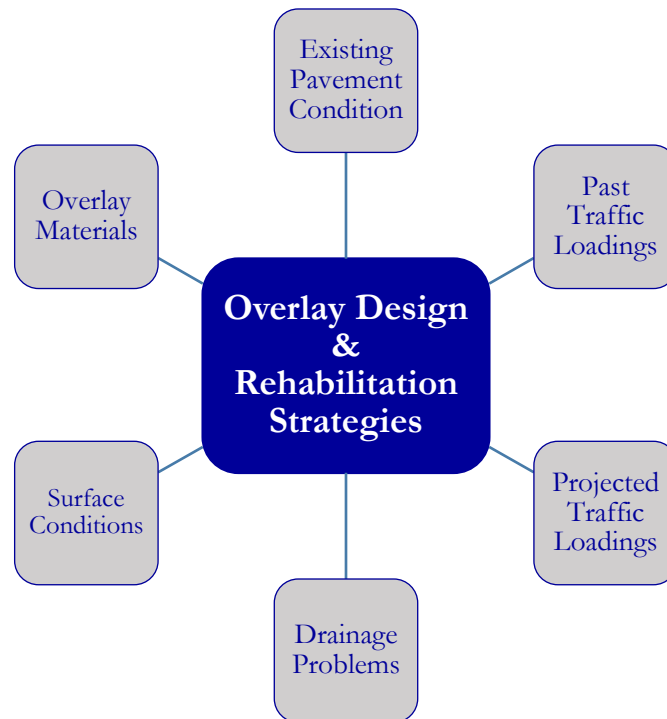 Existing
Pavement
Condition
Overlay
Materials
Past
Traffic
Loadings
Overlay Design
&
Rehabilitation
Strategies
Surface
Conditions
Projected
Traffic
Loadings
Drainage
Problems